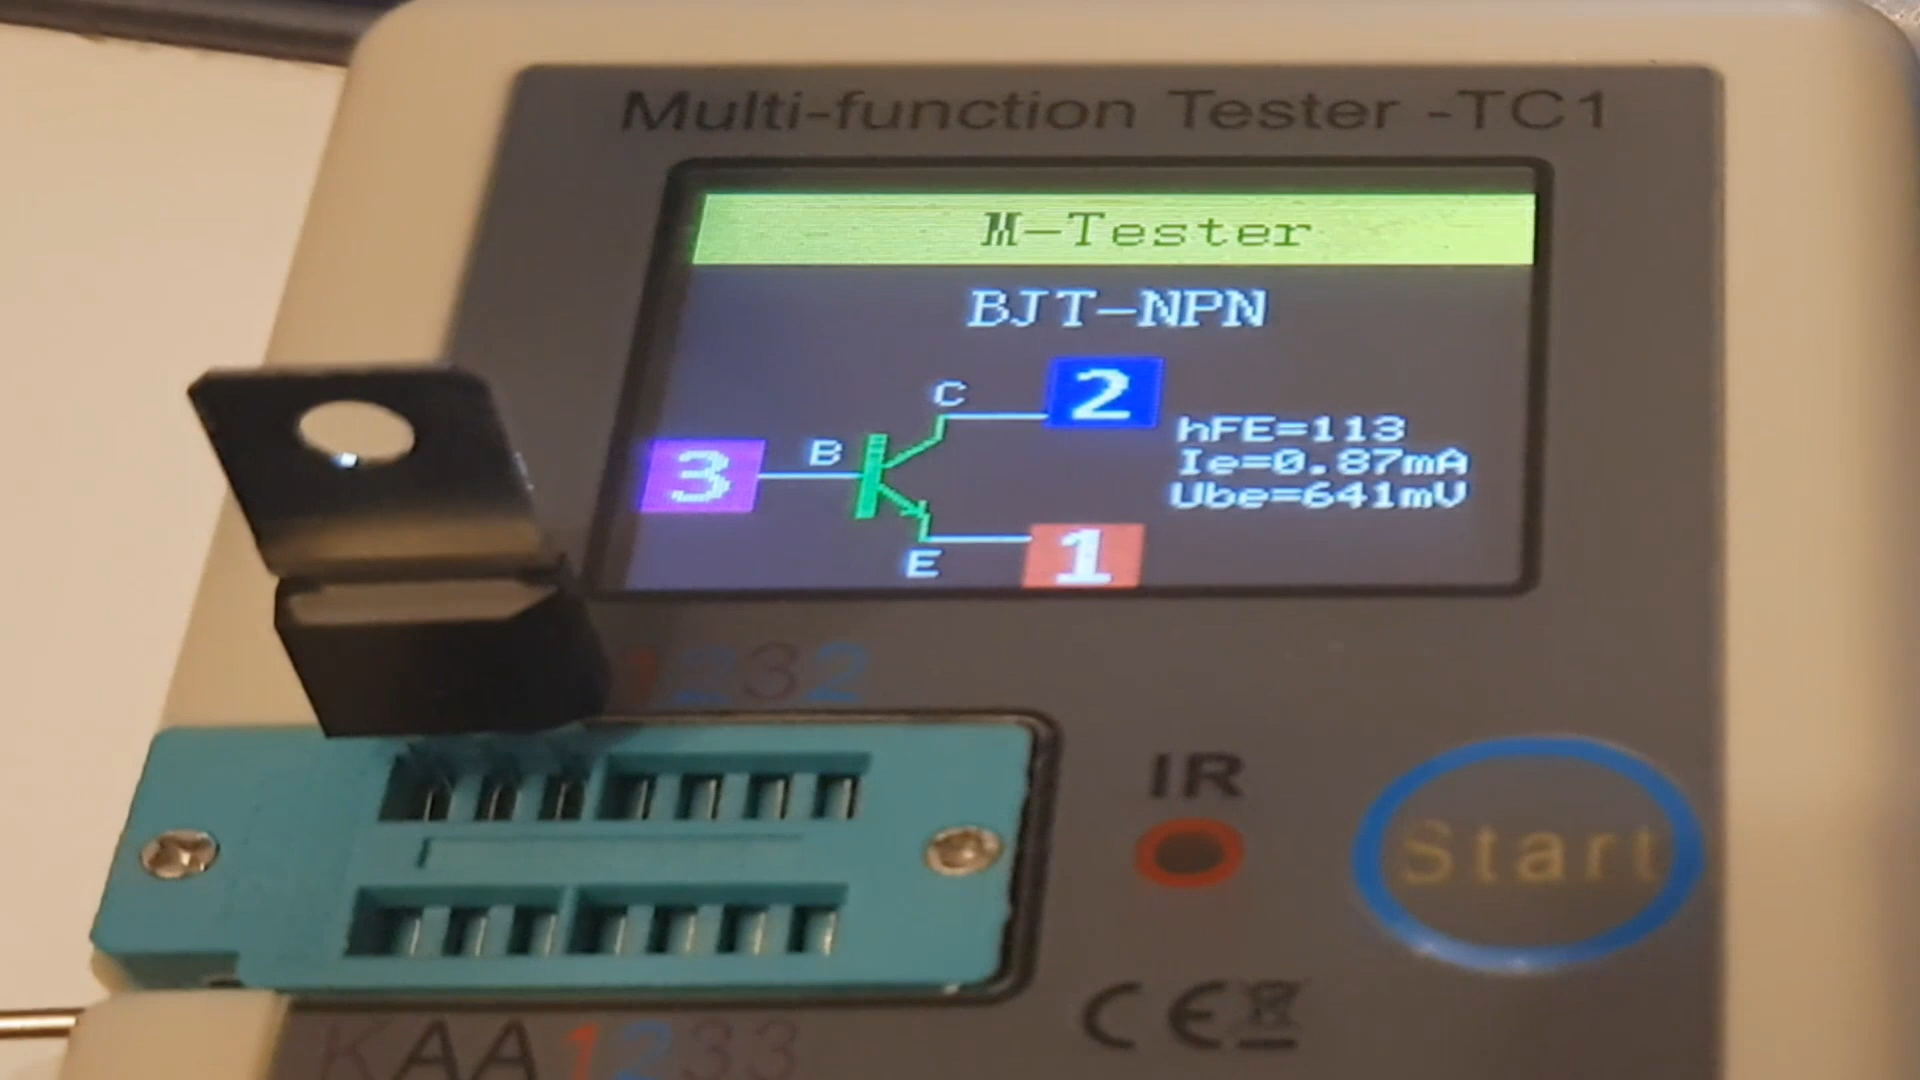 Multi-function Tester -TC1
M-Tester
BJT-NPN
C 2
3 B
hFE=113
Ie=0.87mA
Ube=641mV
E 1
1232
IR
Start
KAA1233
CE